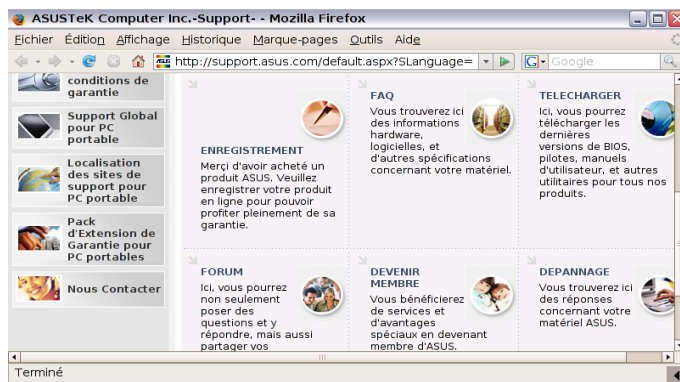 ASUSTeK Computer Inc.-Support- - Mozilla Firefox
Fichier Édition Affichage Historique Marque-pages Outils Aide
http://support.asus.com/default.aspx?SLanguage=
G Google
conditions de
garantie
Support Global
pour PC
portable
Localisation
des sites de
support pour
PC portable
Pack
d'Extension de
Garantie pour
PC portables
Nous Contacter
ENREGISTREMENT
Merçi d'avoir acheté un
produit ASUS. Veuillez
enregistrer votre produit
en ligne pour pouvoir
profiter pleinement de sa
garantie.
FAQ
Vous trouverez ici
des informations
hardware,
logicielles, et
d'autres spécifications
concernant votre matériel.
TELECHARGER
Ici, vous pourrez
télécharger les
dernières
versions de BIOS,
pilotes, manuels
d'utilisateur, et autres
utilitaires pour tous nos
produits.
FORUM
Ici, vous pourrez
non seulement
poser des
questions et y
répondre, mais aussi
partager vos
DEVENIR
MEMBRE
Vous bénéficierez
de services et
d'avantages
spéciaux en devenant
membre d'ASUS.
DEPANNAGE
Vous trouverez ici
des réponses
concernant votre
matériel ASUS.
Terminé